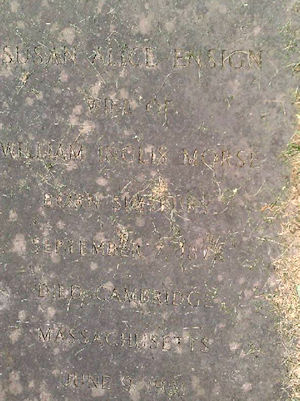 SUSAN ALICE ENSIGN
WIFE OF
WILLIAM INGLIS MORSE
BORN
SEPTEMBER
DIED CAMBRIDGE
MASSACHUSETTS
JUNE 9